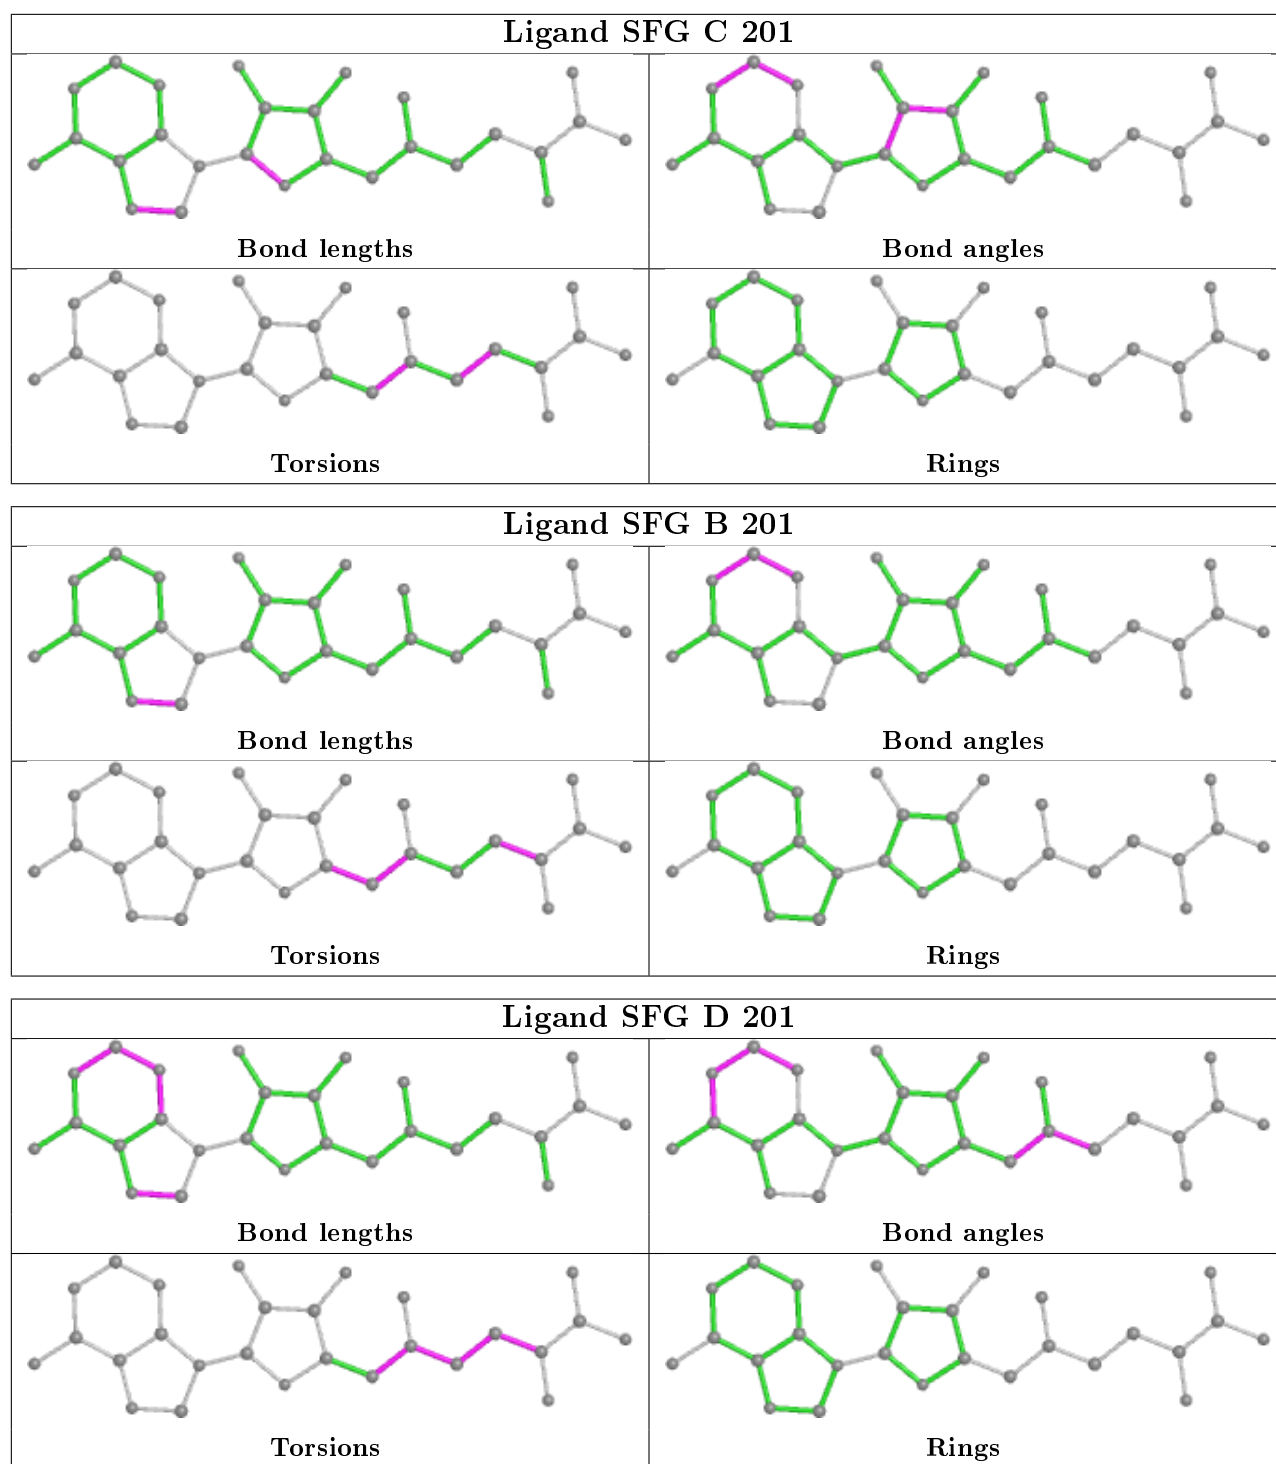 Ligand SFG C 201
Bond lengths
Bond angles
Torsions
Rings
Ligand SFG B 201
Bond lengths
Bond angles
Torsions
Rings
Ligand SFG D 201
Bond lengths
Bond angles
Torsions
Rings